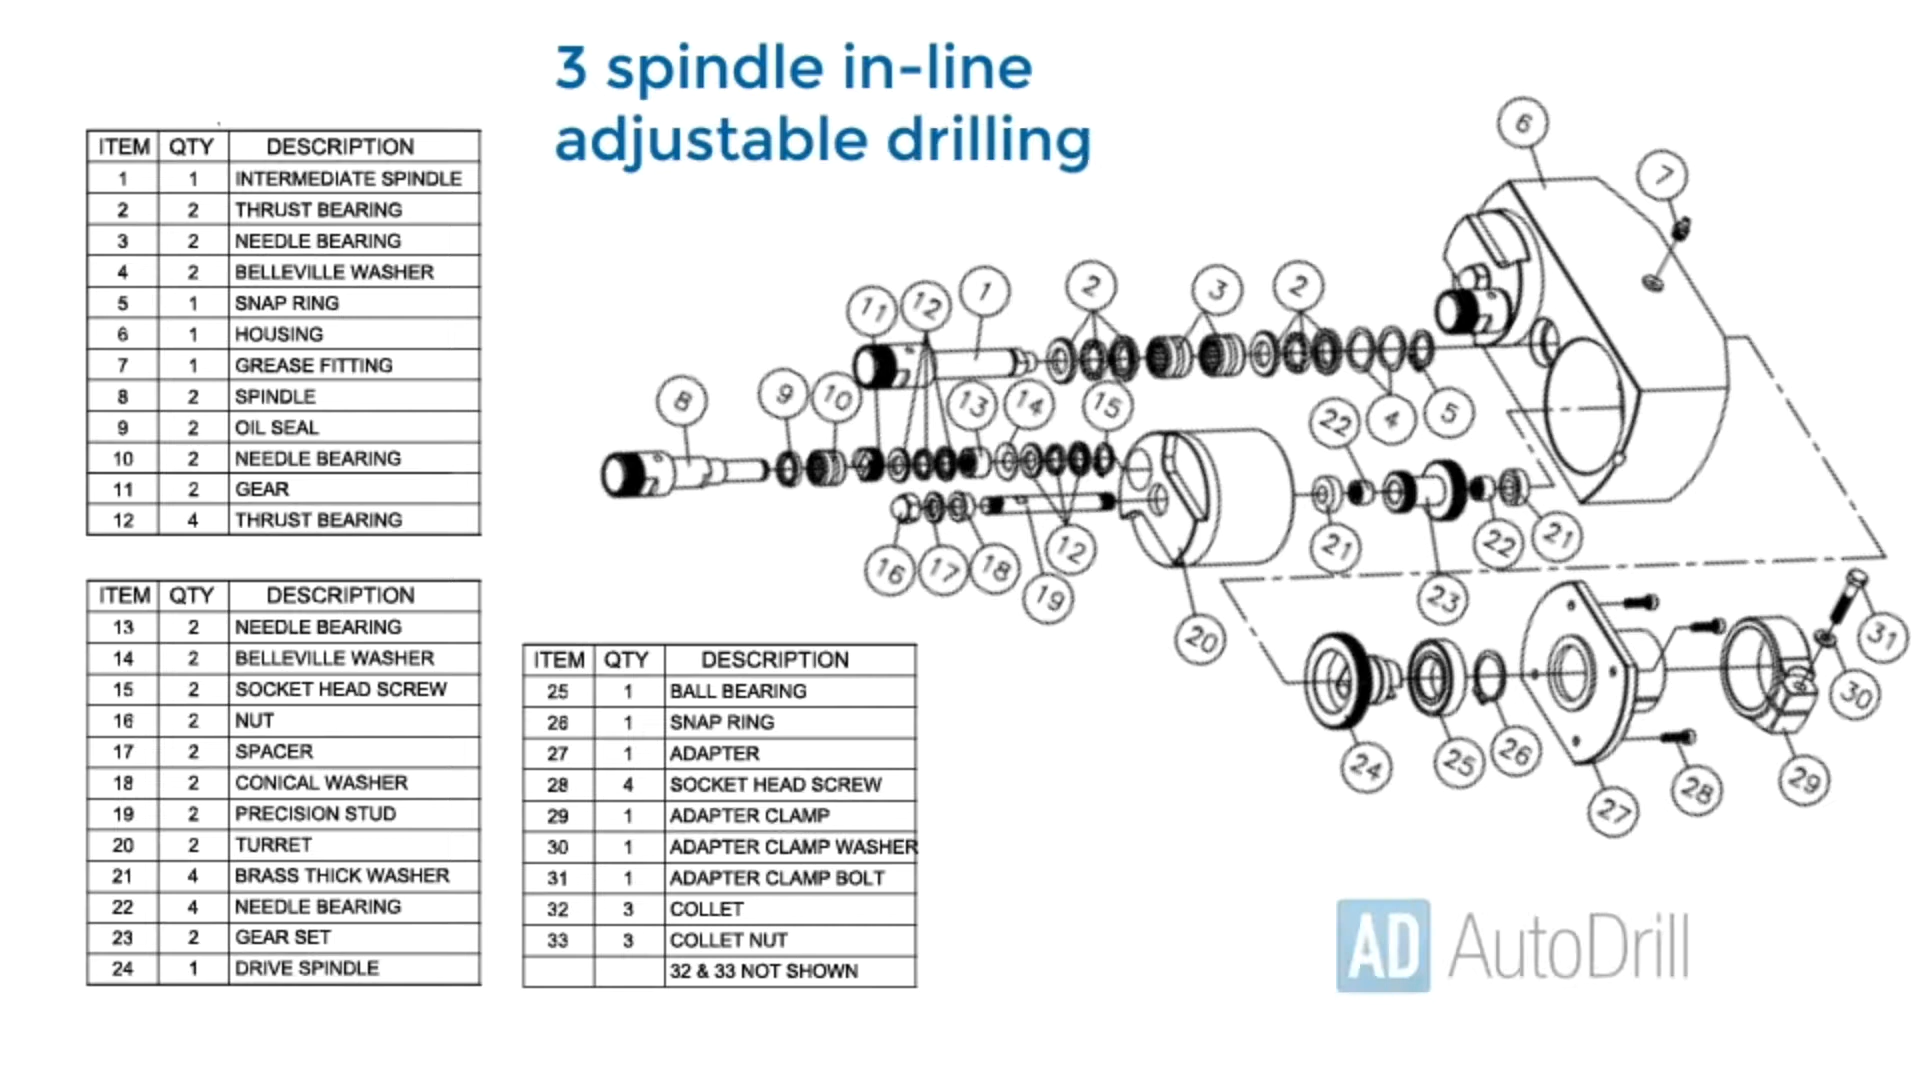 3 spindle in-line
adjustable drilling
ITEM QTY DESCRIPTION
1 1 INTERMEDIATE SPINDLE
2 2 THRUST BEARING
3 2 NEEDLE BEARING
4 2 BELLEVILLE WASHER
5 1 SNAP RING
6 1 HOUSING
7 1 GREASE FITTING
8 2 SPINDLE
9 2 OIL SEAL
10 2 NEEDLE BEARING
11 2 GEAR
12 4 THRUST BEARING
ITEM QTY DESCRIPTION
13 2 NEEDLE BEARING
14 2 BELLEVILLE WASHER
15 2 SOCKET HEAD SCREW
16 2 NUT
17 2 SPACER
18 2 CONICAL WASHER
19 2 PRECISION STUD
20 2 TURRET
21 4 BRASS THICK WASHER
22 4 NEEDLE BEARING
23 2 GEAR SET
24 1 DRIVE SPINDLE
ITEM QTY DESCRIPTION
25 1 BALL BEARING
26 1 SNAP RING
27 1 ADAPTER
28 4 SOCKET HEAD SCREW
29 1 ADAPTER CLAMP
30 1 ADAPTER CLAMP WASHER
31 1 ADAPTER CLAMP BOLT
32 3 COLLET
33 3 COLLET NUT
32 & 33 NOT SHOWN
6
7
11 12 1 2 3 2
8 9 10 13 14 15 22 4 5
16 17 18 19 12 20 21 23 22 21
24 25 26 27 28 29 30 31
AD AutoDrill